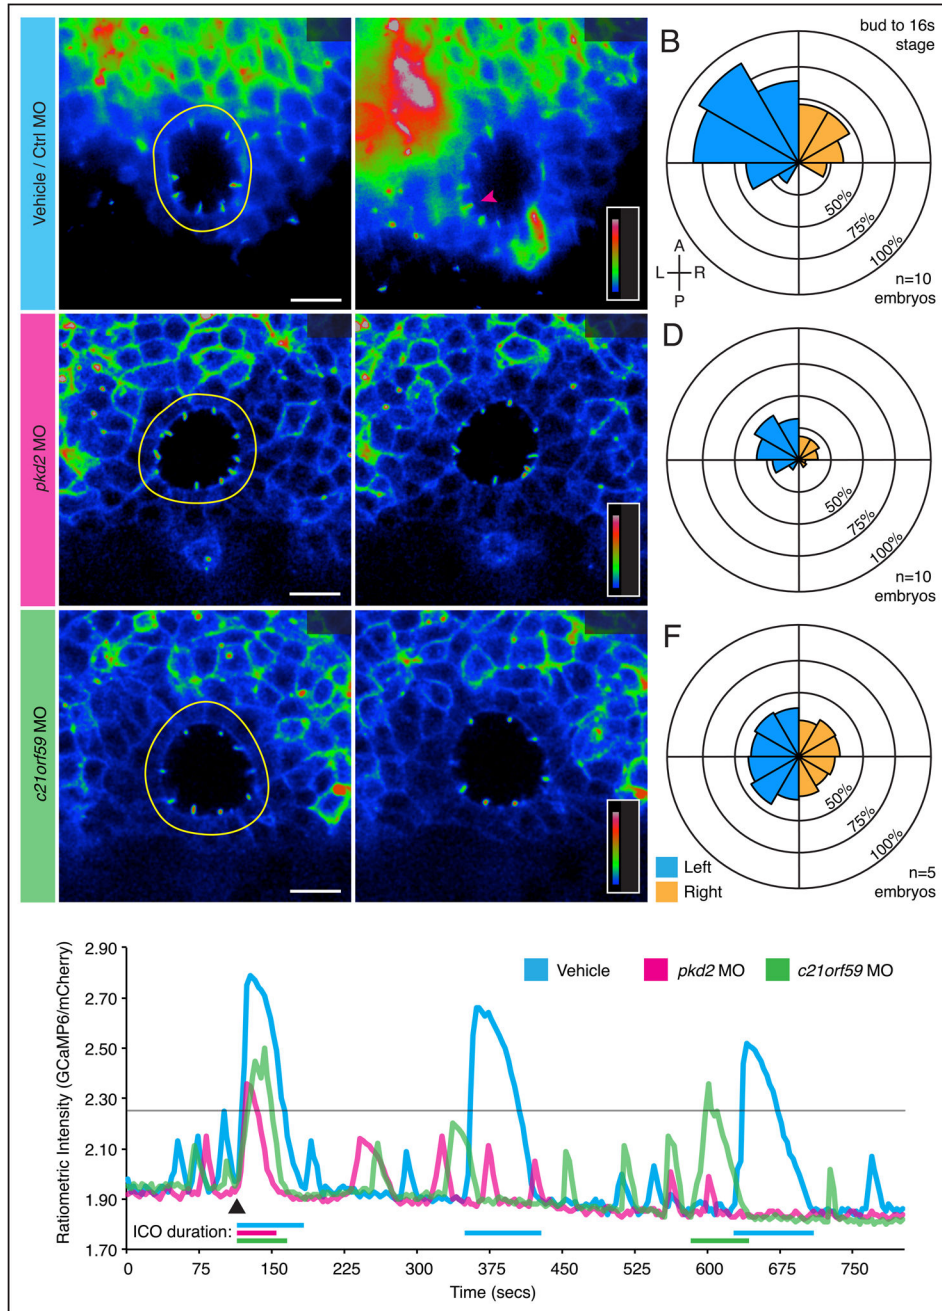 Vehicle / Ctrl MO
B
bud to 16s
stage
50%
75%
100%
A
L
R
P
n=10
embryos
pkd2 MO
D
50%
75%
100%
n=10
embryos
c21orf59 MO
F
50%
75%
100%
Left
Right
n=5
embryos
Ratiometric Intensity (GCaMP6/mCherry)
2.90
2.70
2.50
2.30
2.10
1.90
1.70
Vehicle
pkd2 MO
c21orf59 MO
ICO duration:
0
75
150
225
300
375
450
525
600
675
750
Time (secs)